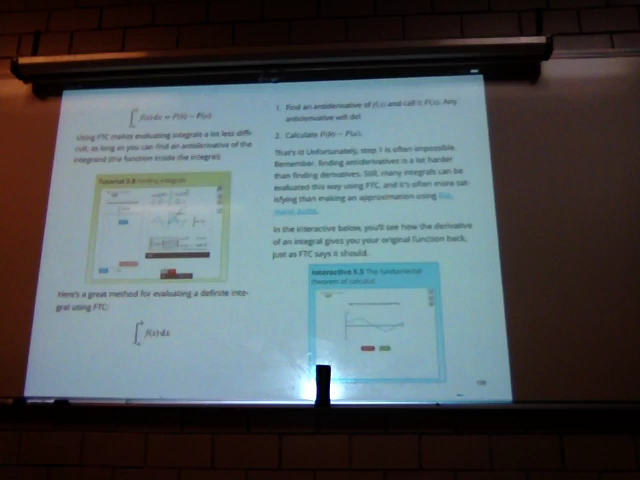 ∫ f(x) dx = F(b) − F(a)
Using FTC makes evaluating integrals a lot less diffi-
cult, as long as you can find an antiderivative of the
integrand (the function inside the integral).
Tutorial 5.8 Finding integrals
Here's a great method for evaluating a definite inte-
gral using FTC:
∫ f(x) dx
1. Find an antiderivative of f(x) and call it F(x). Any
antiderivative will do!
2. Calculate F(b) − F(a).
That's it! Unfortunately, step 1 is often impossible.
Remember, finding antiderivatives is a lot harder
than finding derivatives. Still, many integrals can be
evaluated this way using FTC, and it's often more sat-
isfying than making an approximation using
In the interactive below, you'll see how the derivative
of an integral gives you your original function back,
just as FTC says it should.
Interactive 5.5 The fundamental
theorem of calculus